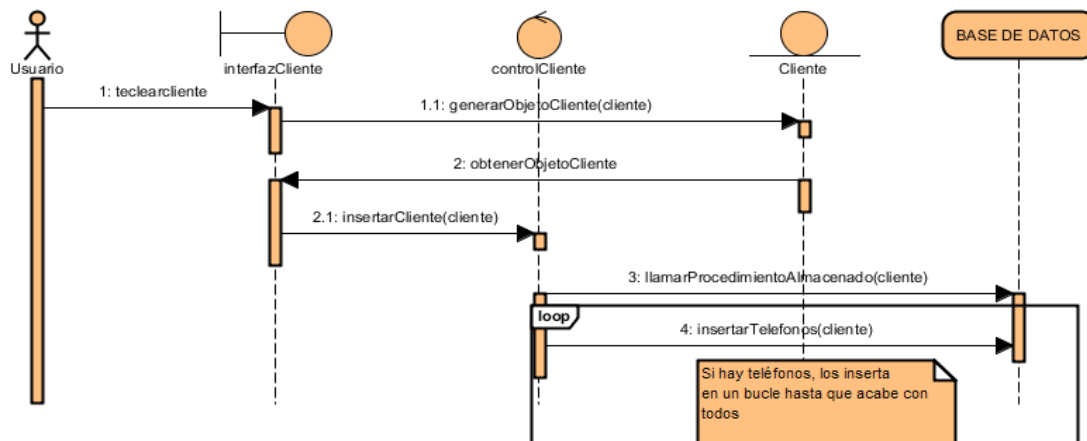 BASE DE DATOS
Usuario
interfazCliente
controlCliente
Cliente
1: teclearcliente
1.1: generarObjetoCliente(cliente)
2: obtenerObjetoCliente
2.1: insertarCliente(cliente)
3: llamarProcedimientoAlmacenado(cliente)
loop
4: insertarTelefonos(cliente)
Si hay teléfonos, los inserta
en un bucle hasta que acabe con
todos